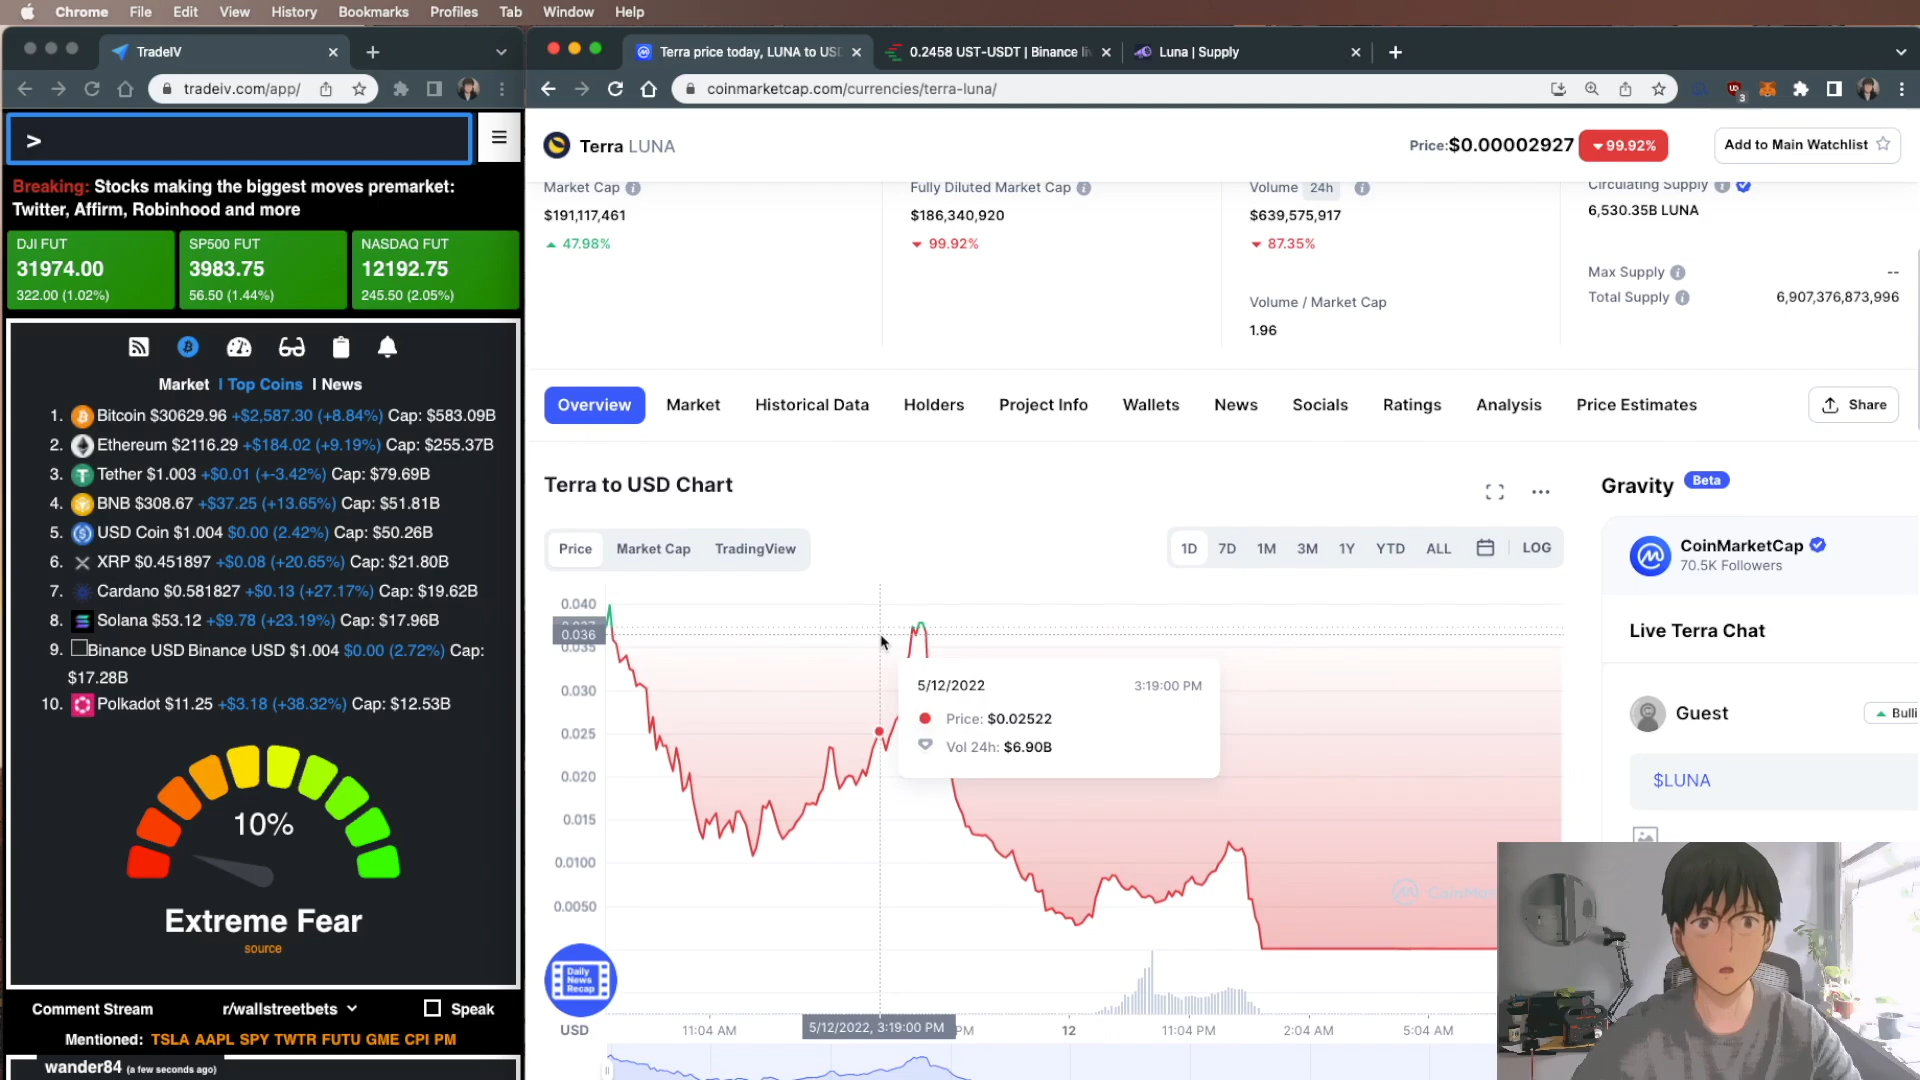 Chrome File Edit View History Bookmarks Profiles Tab Window Help
TradeIV
tradeiv.com/app/
>
Breaking: Stocks making the biggest moves premarket:
Twitter, Affirm, Robinhood and more
DJI FUT
31974.00
322.00 (1.02%)
SP500 FUT
3983.75
56.50 (1.44%)
NASDAQ FUT
12192.75
245.50 (2.05%)
Market | Top Coins | News
1. Bitcoin $30629.96 +$2,587.30 (+8.84%) Cap: $583.09B
2. Ethereum $2116.29 +$184.02 (+9.19%) Cap: $255.37B
3. Tether $1.003 +$0.01 (+-3.42%) Cap: $79.69B
4. BNB $308.67 +$37.25 (+13.65%) Cap: $51.81B
5. USD Coin $1.004 $0.00 (2.42%) Cap: $50.26B
6. XRP $0.451897 +$0.08 (+20.65%) Cap: $21.80B
7. Cardano $0.581827 +$0.13 (+27.17%) Cap: $19.62B
8. Solana $53.12 +$9.78 (+23.19%) Cap: $17.96B
9. Binance USD Binance USD $1.004 $0.00 (2.72%) Cap:
$17.28B
10. Polkadot $11.25 +$3.18 (+38.32%) Cap: $12.53B
10%
Extreme Fear
source
Comment Stream r/wallstreetbets Speak
Mentioned: TSLA AAPL SPY TWTR FUTU GME CPI PM
wander84 (a few seconds ago)
Terra price today, LUNA to USD
0.2458 UST-USDT | Binance li
Luna | Supply
coinmarketcap.com/currencies/terra-luna/
3
Terra LUNA
Price:$0.00002927 99.92%
Add to Main Watchlist
Market Cap
$191,117,461
47.98%
Fully Diluted Market Cap
$186,340,920
99.92%
Volume 24h
$639,575,917
87.35%
Volume / Market Cap
1.96
Circulating Supply
6,530.35B LUNA
Max Supply --
Total Supply 6,907,376,873,996
Overview Market Historical Data Holders Project Info Wallets News Socials Ratings Analysis Price Estimates Share
Terra to USD Chart
Price Market Cap TradingView
1D 7D 1M 3M 1Y YTD ALL LOG
0.040
0.036
0.035
0.030
0.025
0.020
0.015
0.0100
0.0050
5/12/2022 3:19:00 PM
Price: $0.02522
Vol 24h: $6.90B
Daily
News
Recap
USD
11:04 AM 5/12/2022, 3:19:00 PM PM 12 11:04 PM 2:04 AM 5:04 AM
Gravity Beta
CoinMarketCap
70.5K Followers
Live Terra Chat
Guest
Bulli
$LUNA